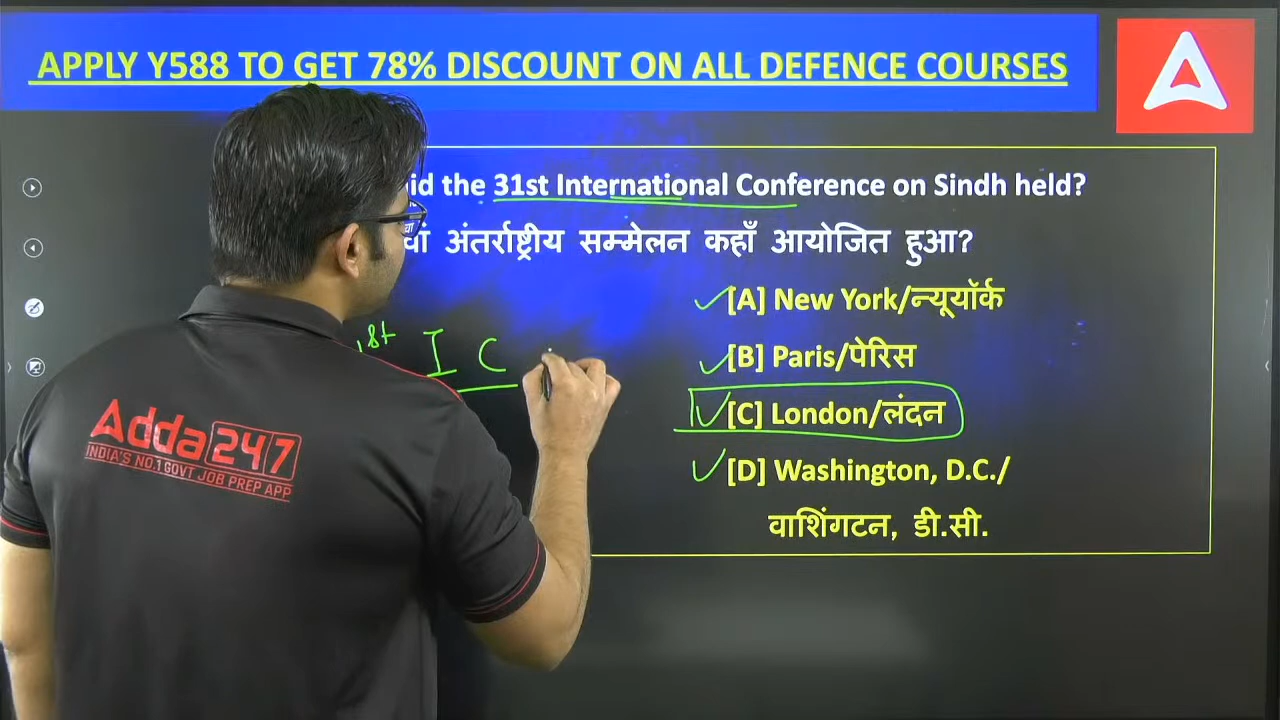 APPLY Y588 TO GET 78% DISCOUNT ON ALL DEFENCE COURSES
the 31st International Conference on Sindh held?
अंतर्राष्ट्रीय सम्मेलन कहाँ आयोजित हुआ?
[A] New York/न्यूयॉर्क
[B] Paris/पेरिस
[C] London/लंदन
[D] Washington, D.C./
वाशिंगटन, डी.सी.
I C
Adda247
INDIA'S NO.1 GOVT JOB PREP APP